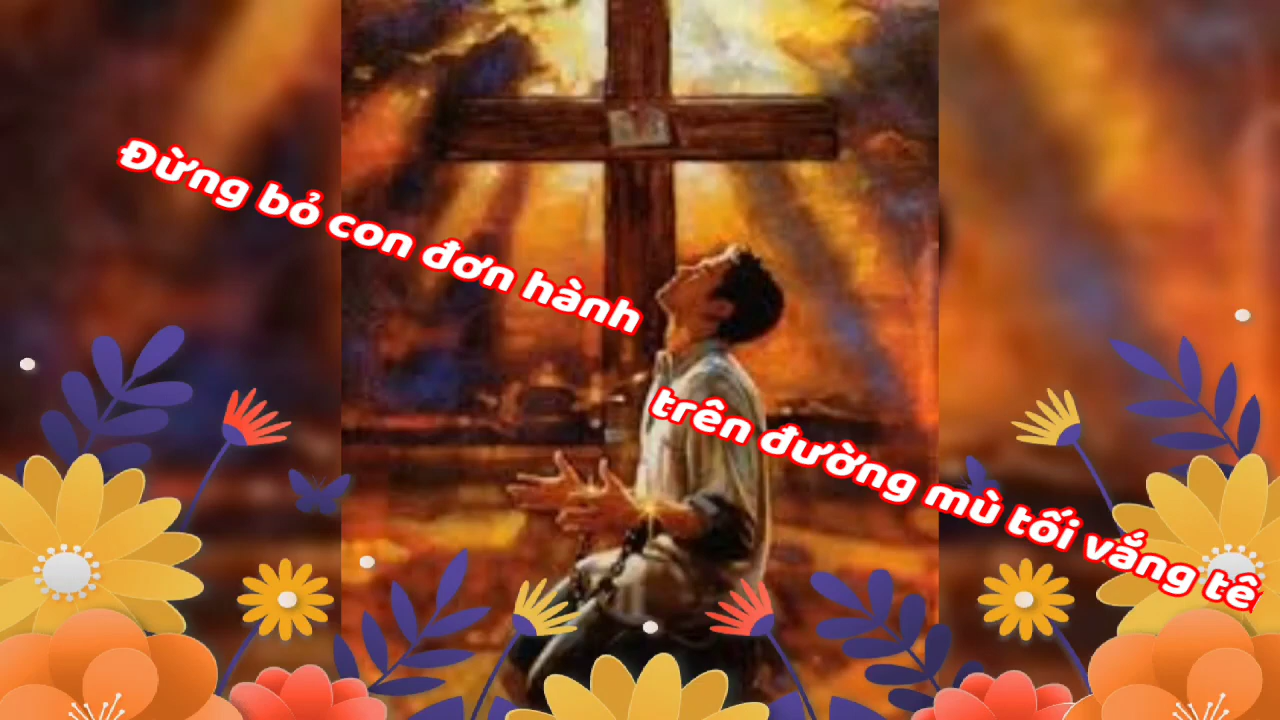 Đừng bỏ con đơn hành
trên đường mù tối vắng tê